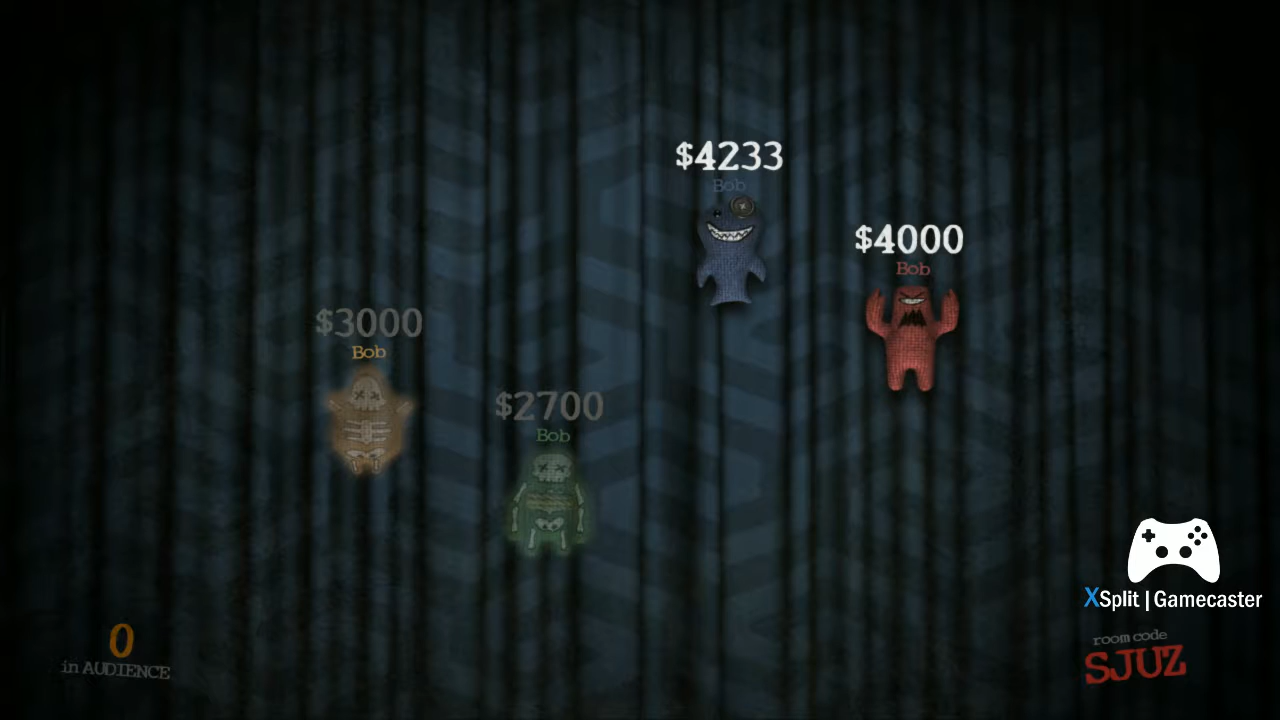 $4233
Bob
$4000
Bob
$3000
Bob
$2700
Bob
XSplit | Gamecaster
0
in AUDIENCE
room code
SJUZ